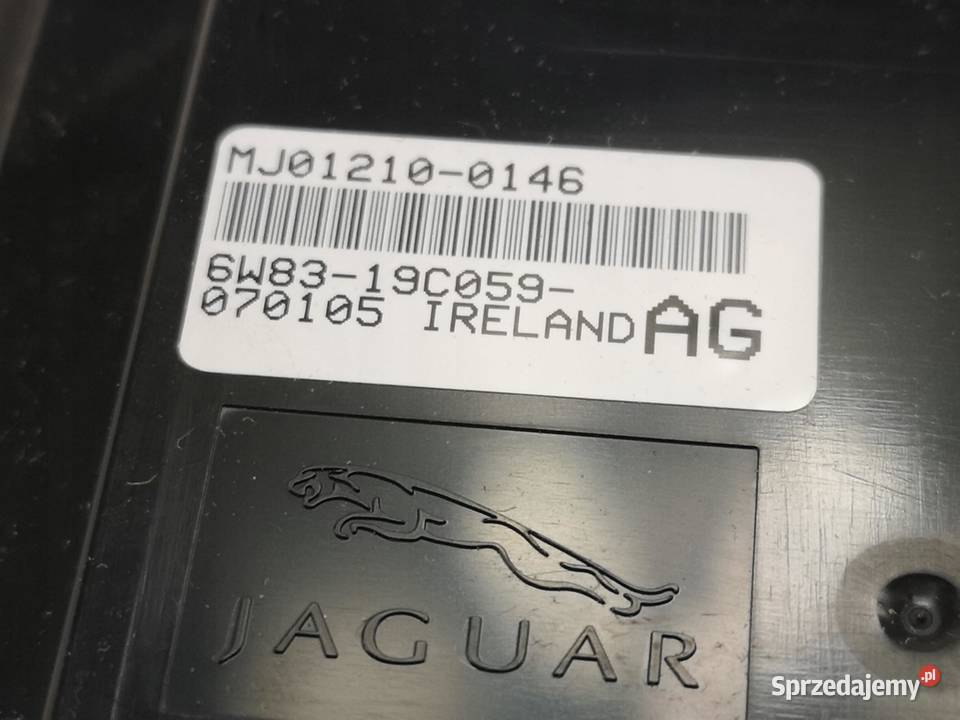 MJ01210-0146
6W83-19C059-AG
070105 IRELAND
JAGUAR
Sprzedajemy.pl